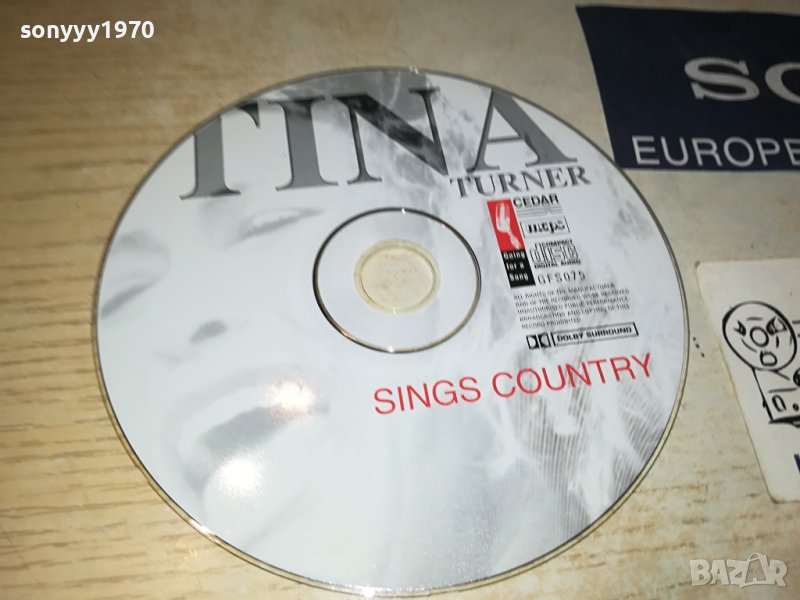 sonyyy1970
TINA
TURNER
SINGS COUNTRY
CEDAR
mcps
Going
for a
Song
COMPACT
disc
DIGITAL AUDIO
GFS075
ALL RIGHTS OF THE MANUFACTURER
AND OF THE RECORDED WORK RESERVED
UNAUTHORISED PUBLIC PERFORMANCE,
BROADCASTING AND COPYING OF THIS
RECORD PROHIBITED
DOLBY SURROUND
SO
EUROPE
BAZAR